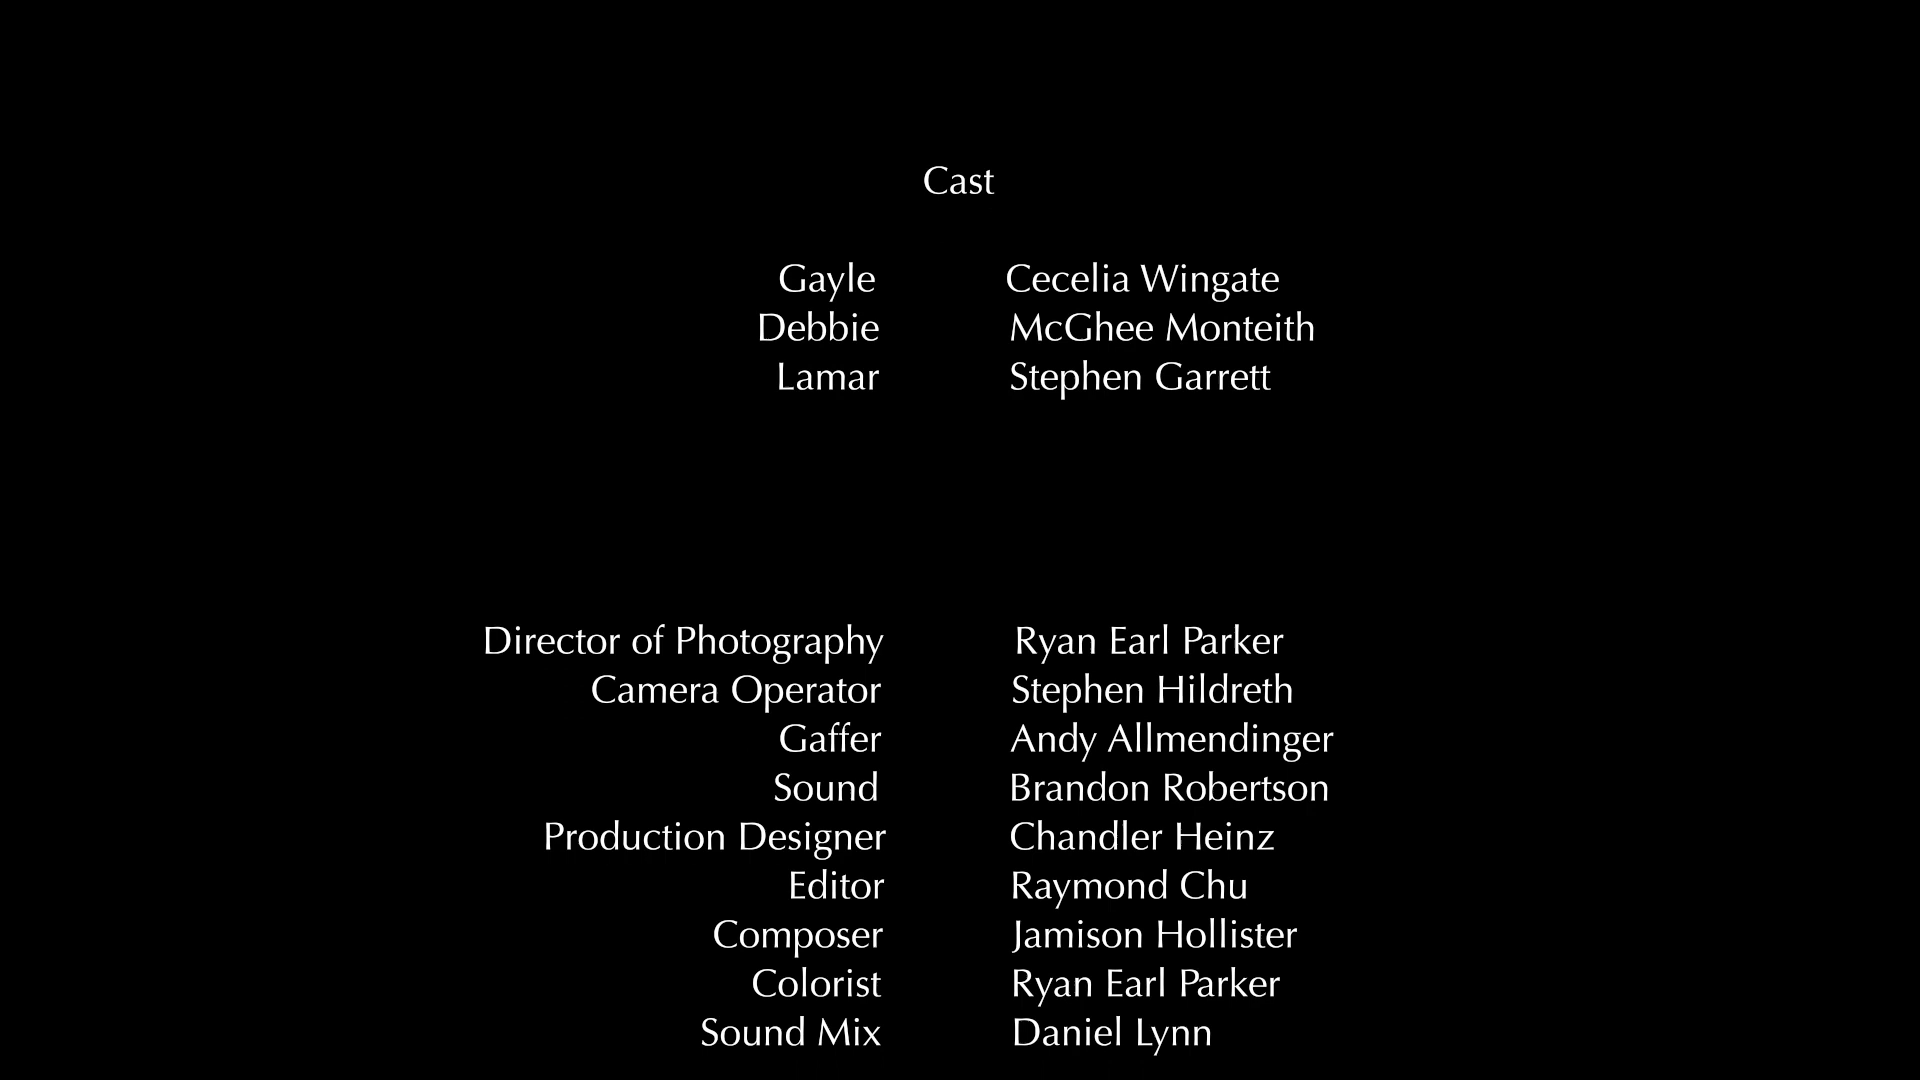 Cast
Gayle Cecelia Wingate
Debbie McGhee Monteith
Lamar Stephen Garrett
Director of Photography Ryan Earl Parker
Camera Operator Stephen Hildreth
Gaffer Andy Allmendinger
Sound Brandon Robertson
Production Designer Chandler Heinz
Editor Raymond Chu
Composer Jamison Hollister
Colorist Ryan Earl Parker
Sound Mix Daniel Lynn